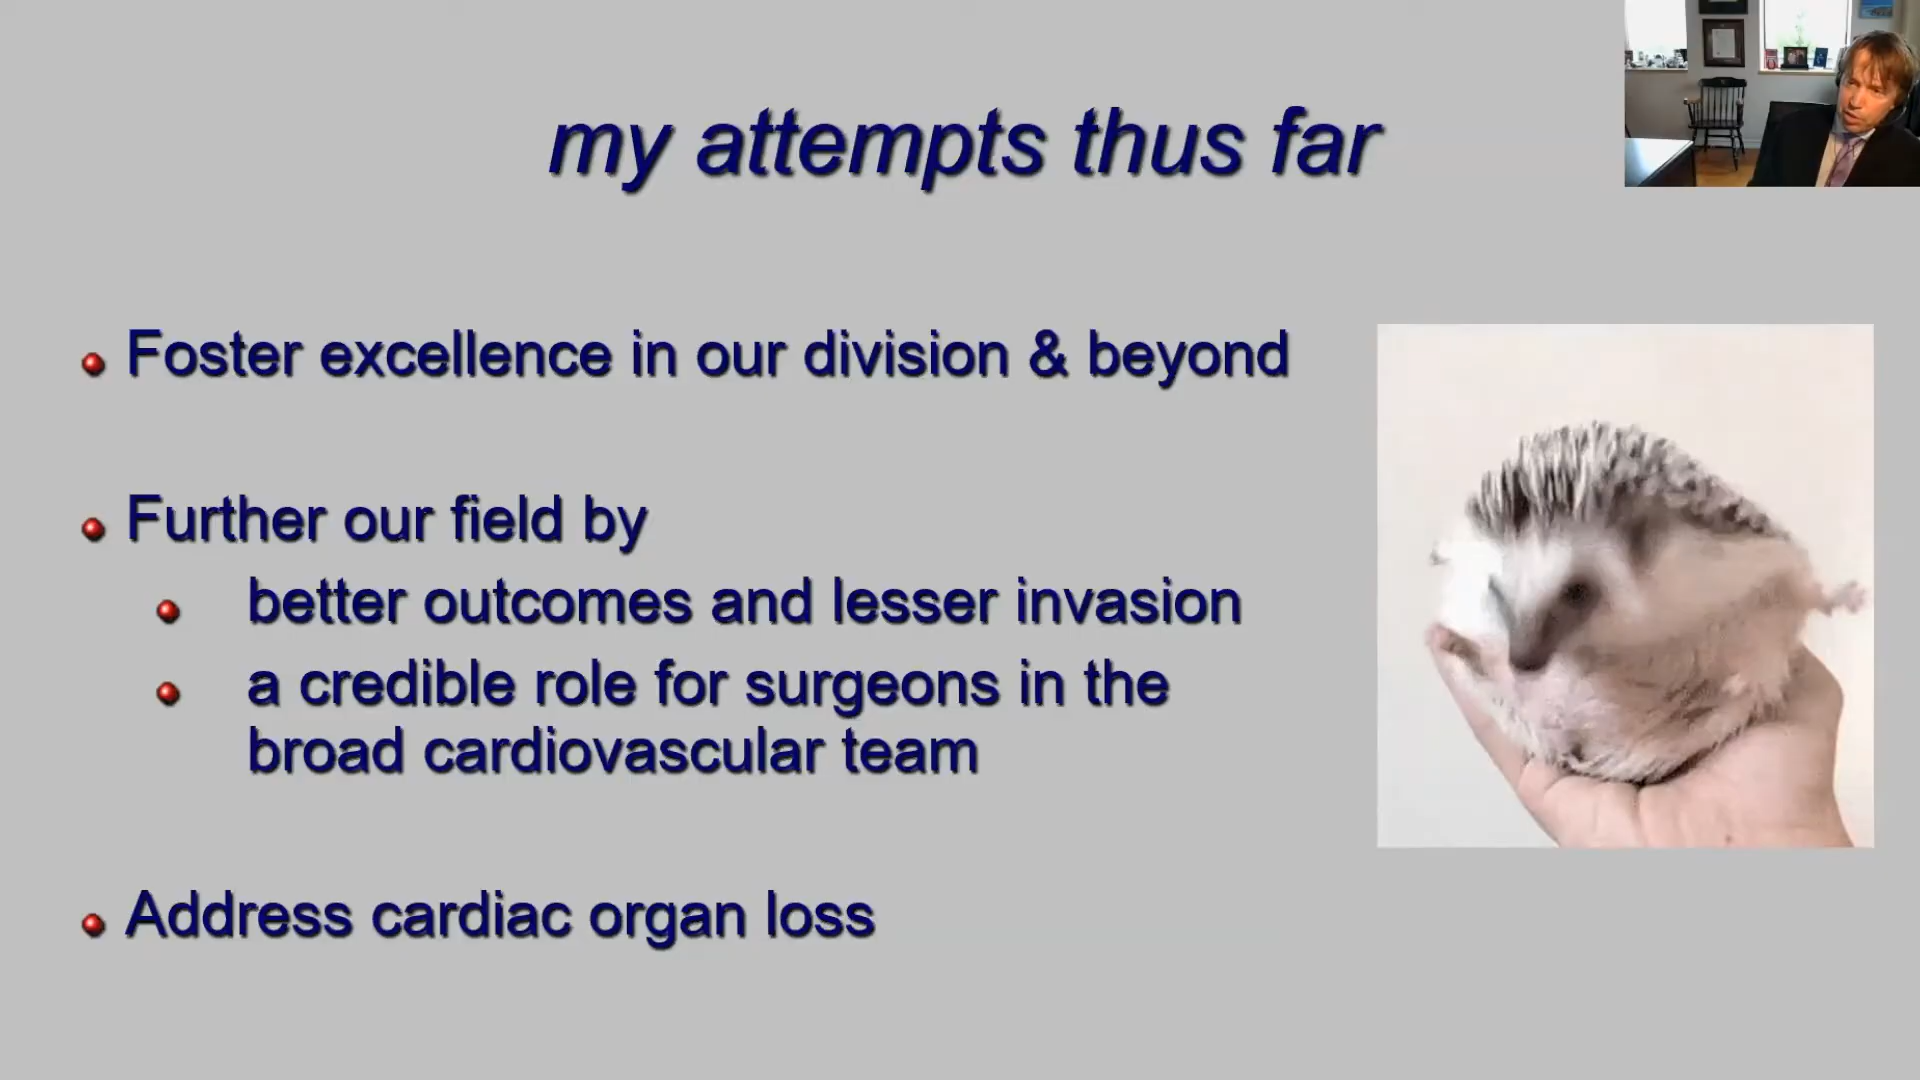 my attempts thus far
Foster excellence in our division & beyond
Further our field by
better outcomes and lesser invasion
a credible role for surgeons in the
broad cardiovascular team
Address cardiac organ loss